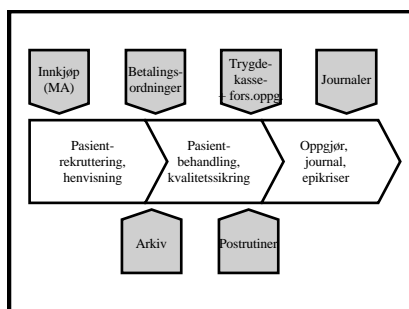 Innkjøp
(MA)
Betalings-
ordninger
Trygde-
kasse-
+ fors.oppg.
Journaler
Pasient-
rekruttering,
henvisning
Pasient-
behandling,
kvalitetssikring
Oppgjør,
journal,
epikriser
Arkiv
Postrutiner